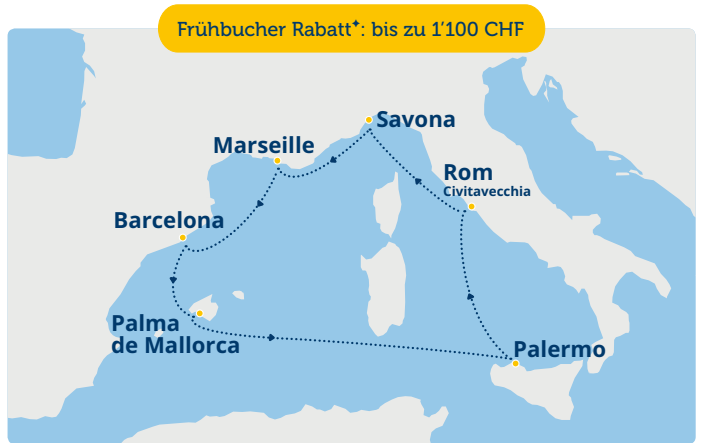 Frühbucher Rabatt✦: bis zu 1'100 CHF
Savona
Marseille
Rom
Civitavecchia
Barcelona
Palma
de Mallorca
Palermo